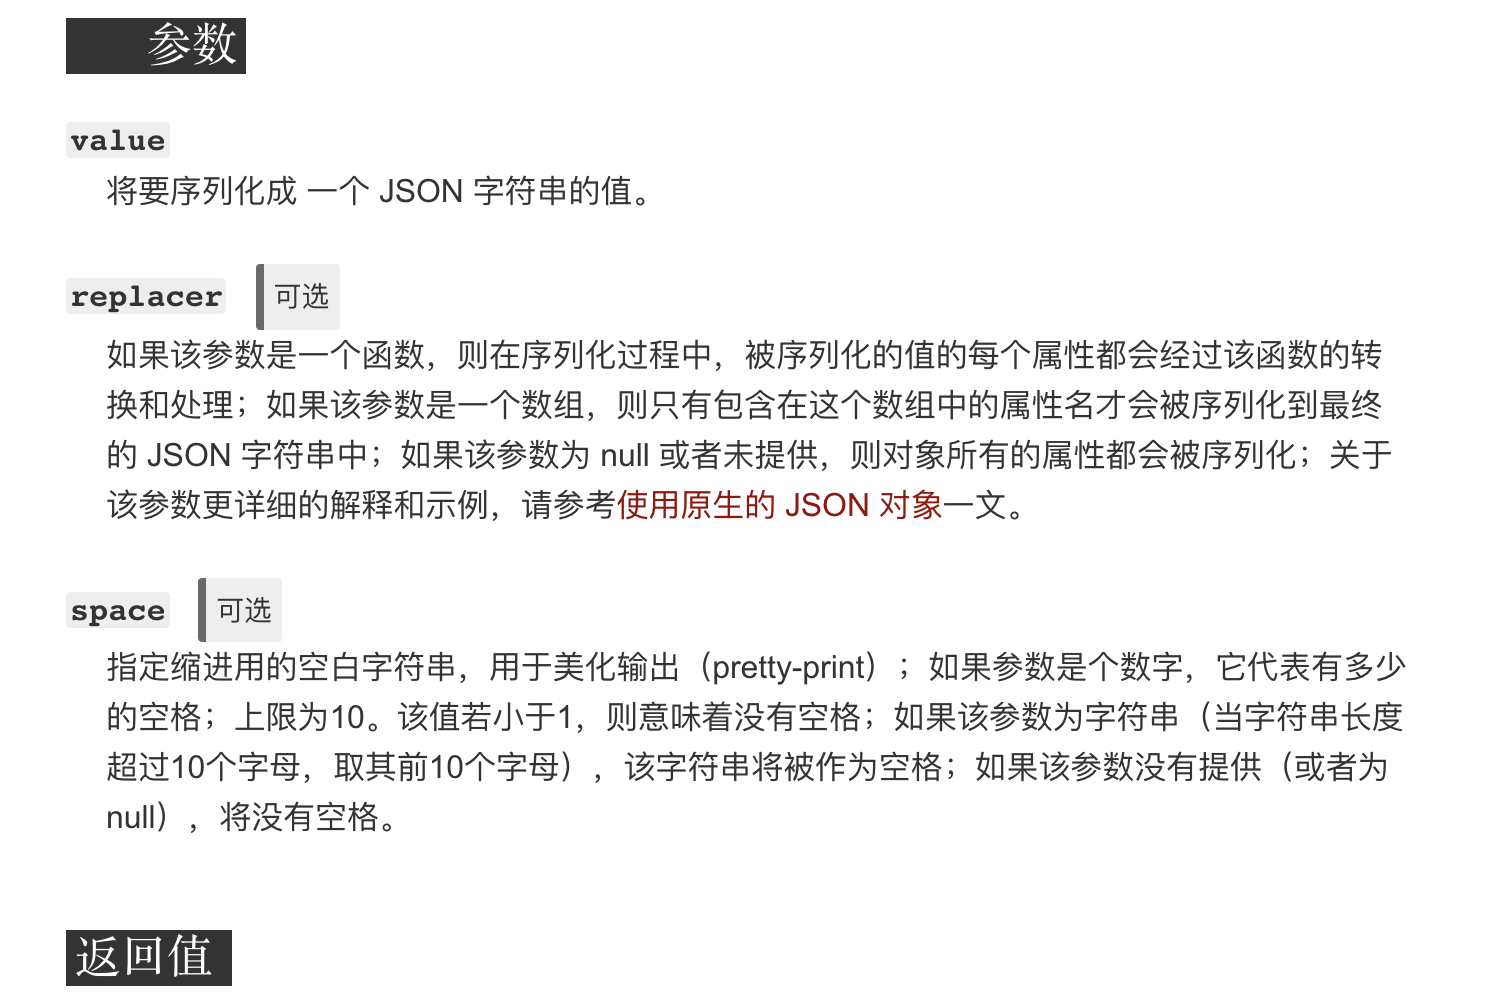 参数
value
将要序列化成 一个 JSON 字符串的值。
replacer 可选
如果该参数是一个函数，则在序列化过程中，被序列化的值的每个属性都会经过该函数的转
换和处理；如果该参数是一个数组，则只有包含在这个数组中的属性名才会被序列化到最终
的 JSON 字符串中；如果该参数为 null 或者未提供，则对象所有的属性都会被序列化；关于
该参数更详细的解释和示例，请参考使用原生的 JSON 对象一文。
space 可选
指定缩进用的空白字符串，用于美化输出（pretty-print）；如果参数是个数字，它代表有多少
的空格；上限为10。该值若小于1，则意味着没有空格；如果该参数为字符串（当字符串长度
超过10个字母，取其前10个字母），该字符串将被作为空格；如果该参数没有提供（或者为
null），将没有空格。
返回值